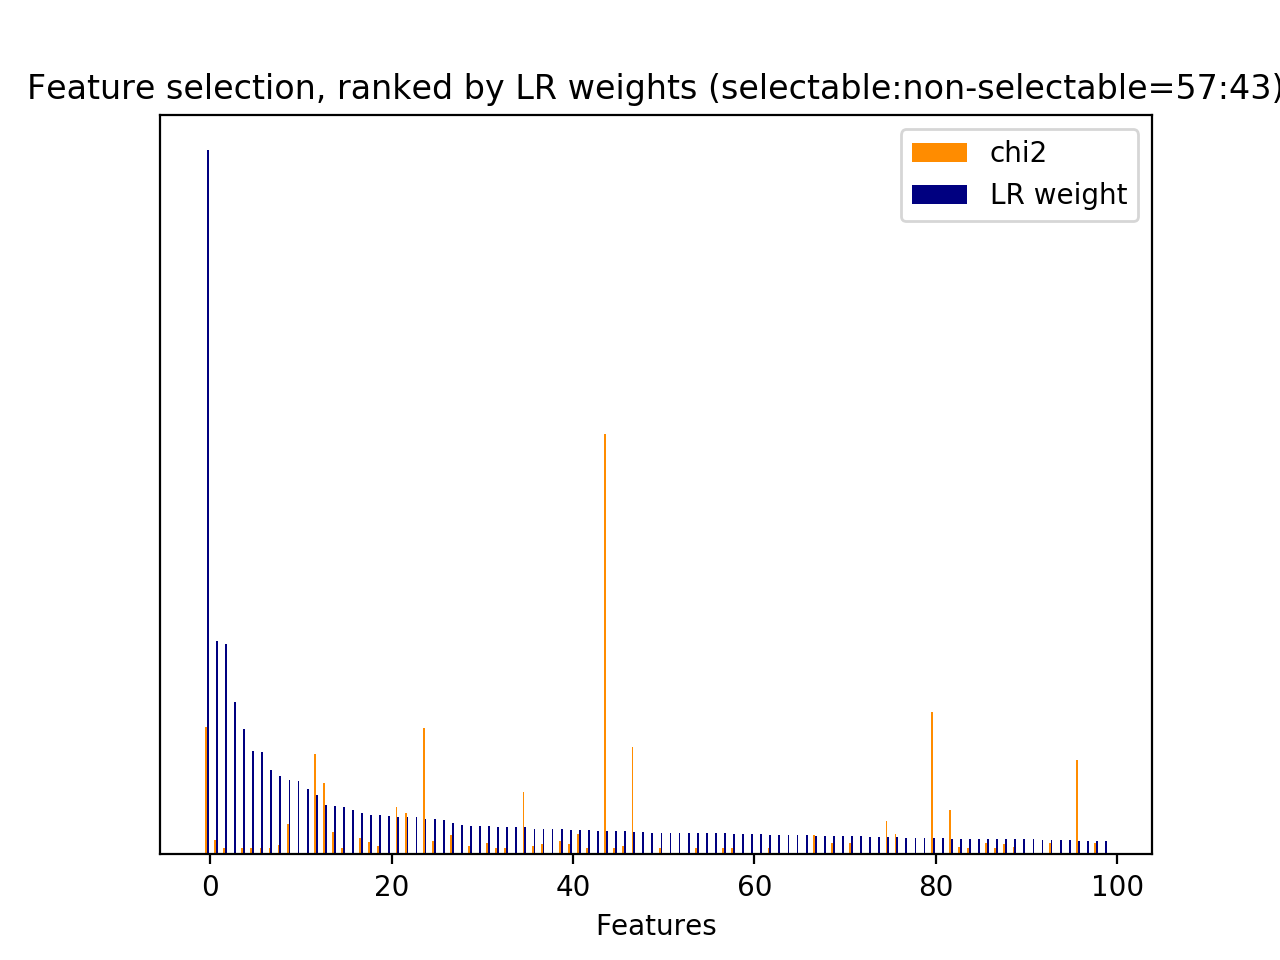 Feature selection, ranked by LR weights (selectable:non-selectable=57:43)
chi2
LR weight
0 20 40 60 80 100
Features